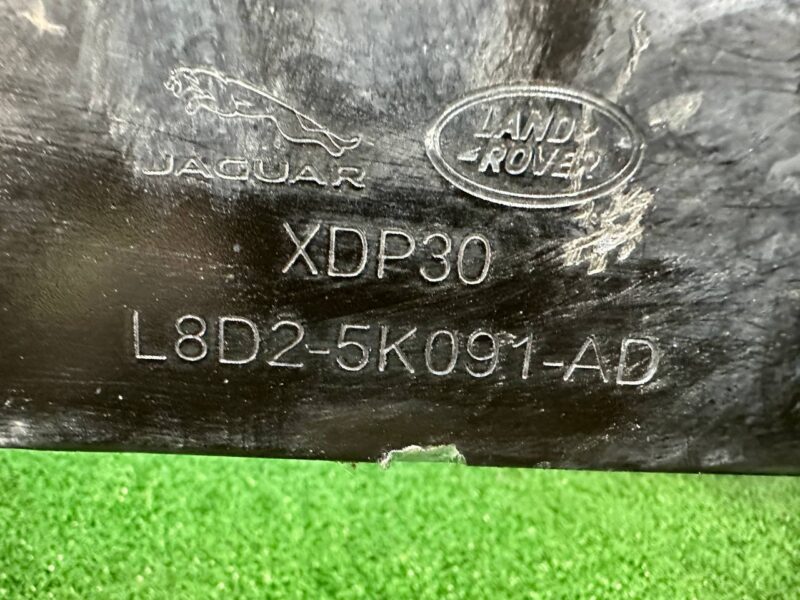 JAGUAR
LAND
ROVER
XDP30
L8D2-5K091-AD